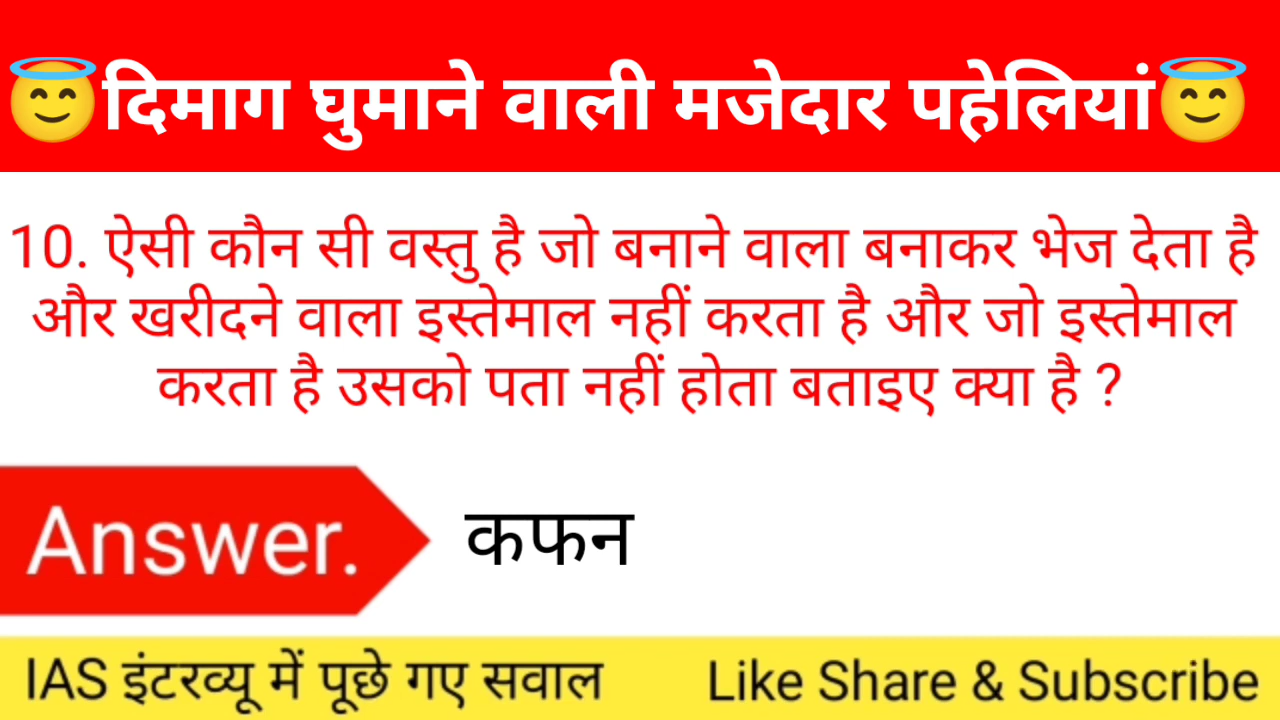 😇दिमाग घुमाने वाली मजेदार पहेलियां😇
10. ऐसी कौन सी वस्तु है जो बनाने वाला बनाकर भेज देता है
और खरीदने वाला इस्तेमाल नहीं करता है और जो इस्तेमाल
करता है उसको पता नहीं होता बताइए क्या है ?
Answer. कफन
IAS इंटरव्यू में पूछे गए सवाल Like Share & Subscribe